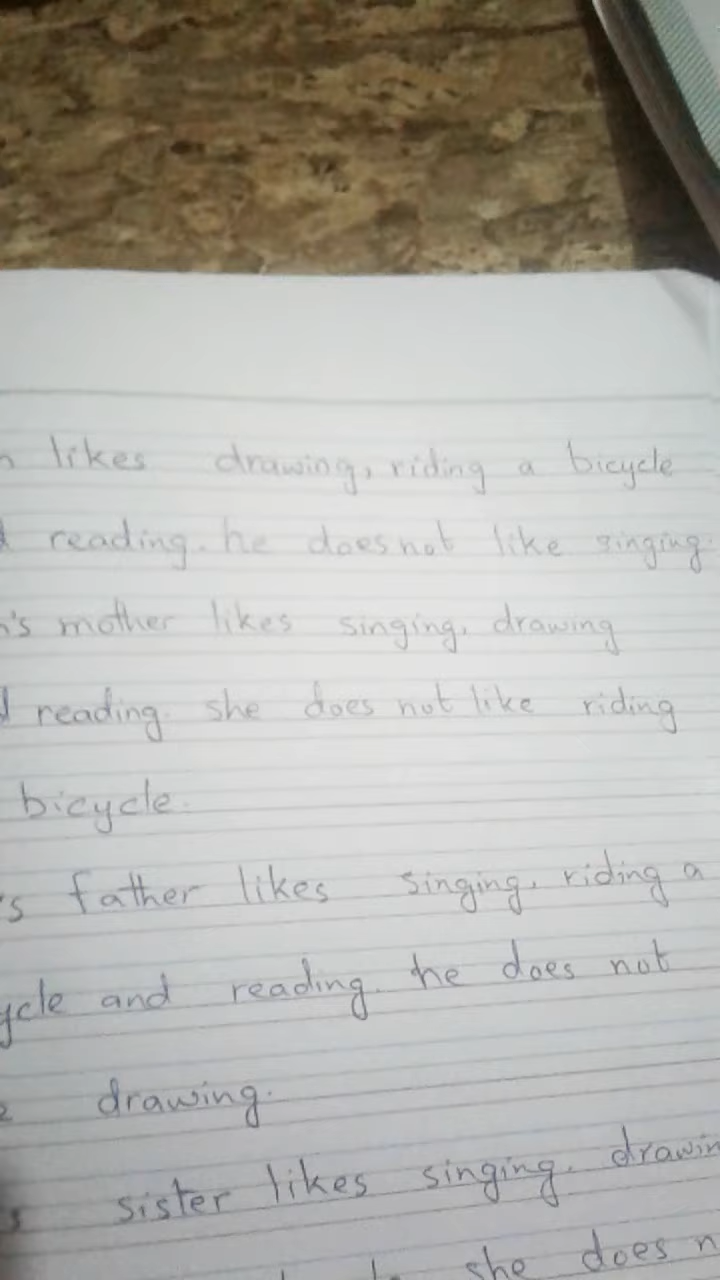 likes drawing, riding a bicycle
reading. he does not like singing.
's mother likes singing, drawing
reading. she does not like riding
bicycle.
's father likes singing, riding a
ycle and reading. he does not
drawing.
sister likes singing. drawin
she does n